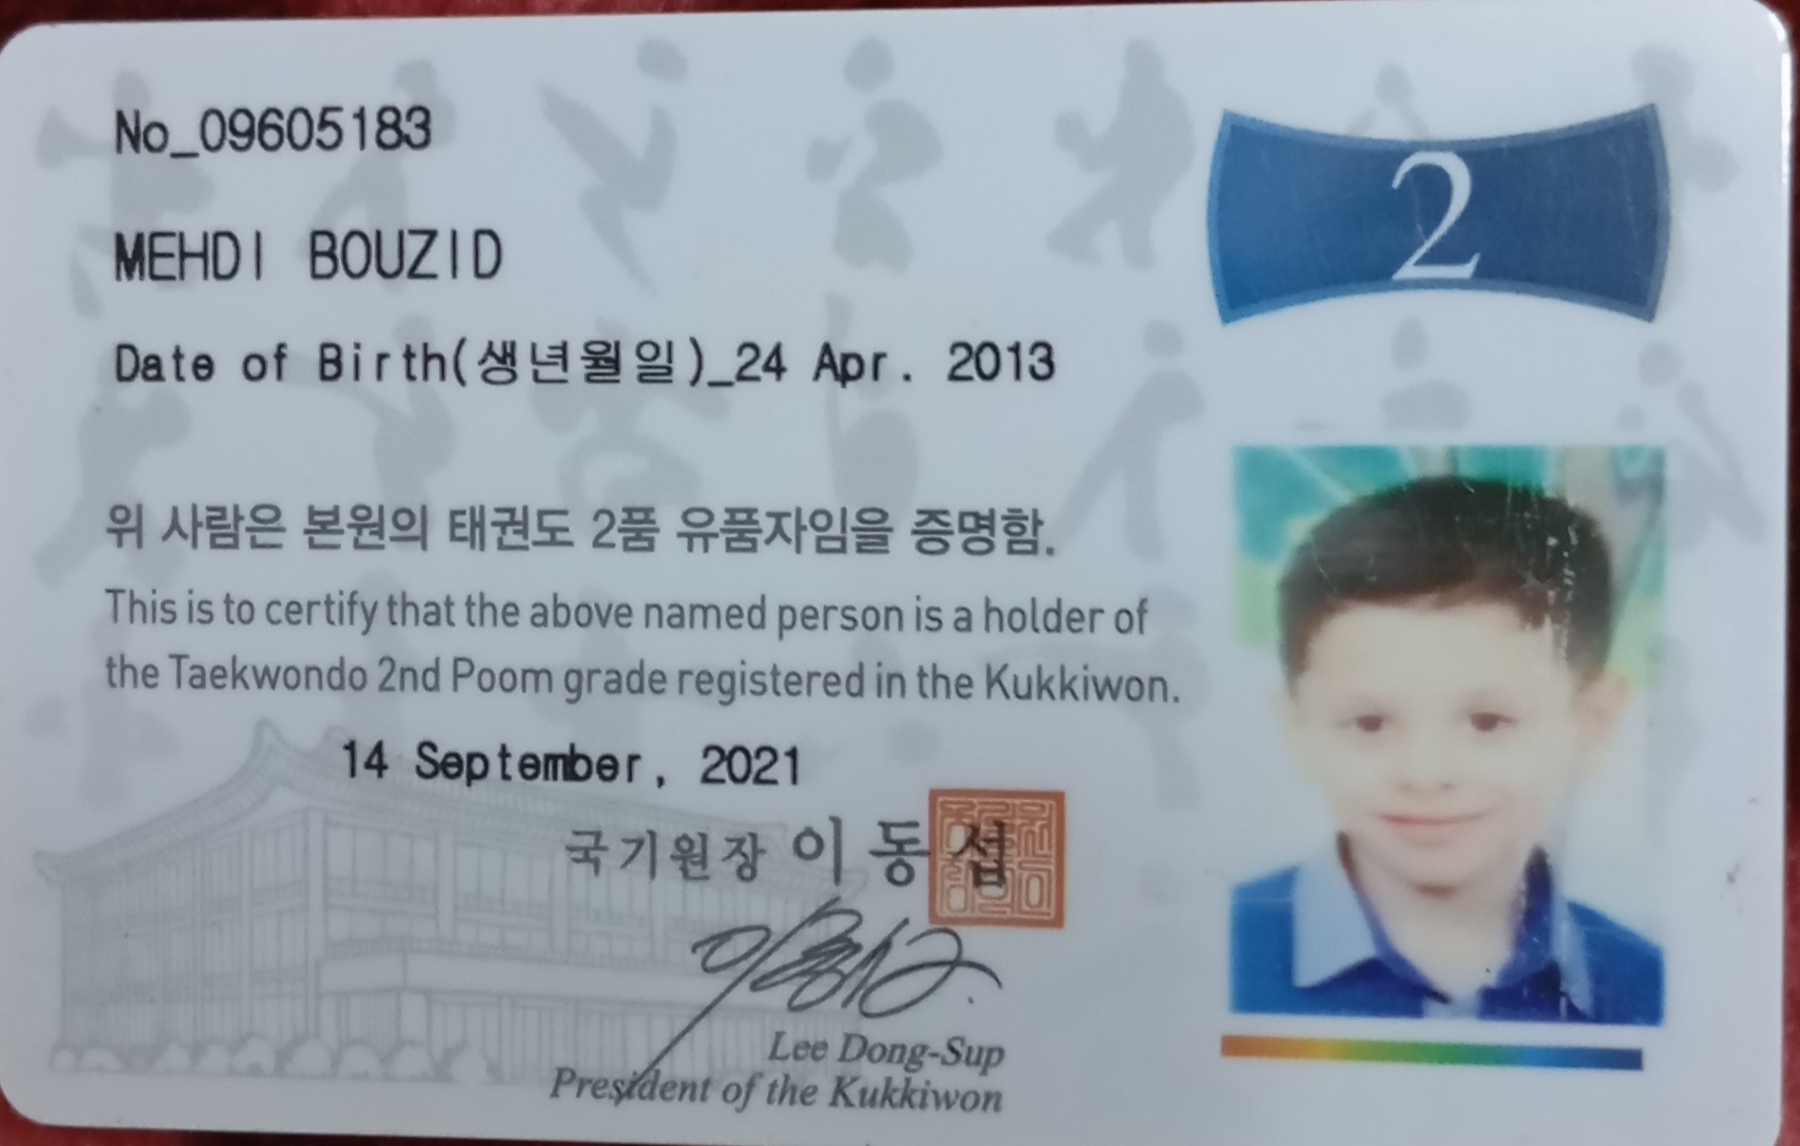 No_09605183
2
MEHDI BOUZID
Date of Birth(생년월일)_24 Apr. 2013
위 사람은 본원의 태권도 2품 유품자임을 증명함.
This is to certify that the above named person is a holder of
the Taekwondo 2nd Poom grade registered in the Kukkiwon.
14 September, 2021
국기원장 이동섭
Lee Dong-Sup
President of the Kukkiwon